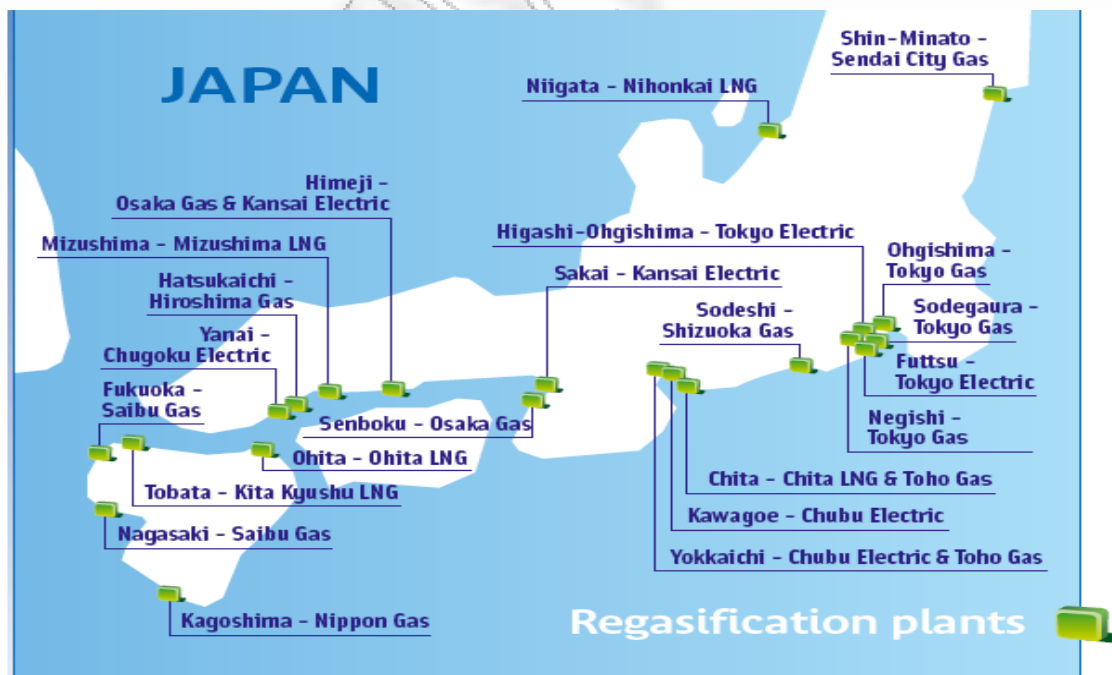 JAPAN
Shin-Minato -
Sendai City Gas
Niigata - Nihonkai LNG
Himeji -
Osaka Gas & Kansai Electric
Mizushima - Mizushima LNG
Higashi-Ohgishima - Tokyo Electric
Ohgishima -
Tokyo Gas
Hatsukaichi -
Hiroshima Gas
Sakai - Kansai Electric
Sodeshi -
Shizuoka Gas
Sodegaura -
Tokyo Gas
Yanai -
Chugoku Electric
Futtsu -
Tokyo Electric
Fukuoka -
Saibu Gas
Senboku - Osaka Gas
Negishi -
Tokyo Gas
Ohita - Ohita LNG
Chita - Chita LNG & Toho Gas
Tobata - Kita Kyushu LNG
Kawagoe - Chubu Electric
Nagasaki - Saibu Gas
Yokkaichi - Chubu Electric & Toho Gas
Kagoshima - Nippon Gas
Regasification plants